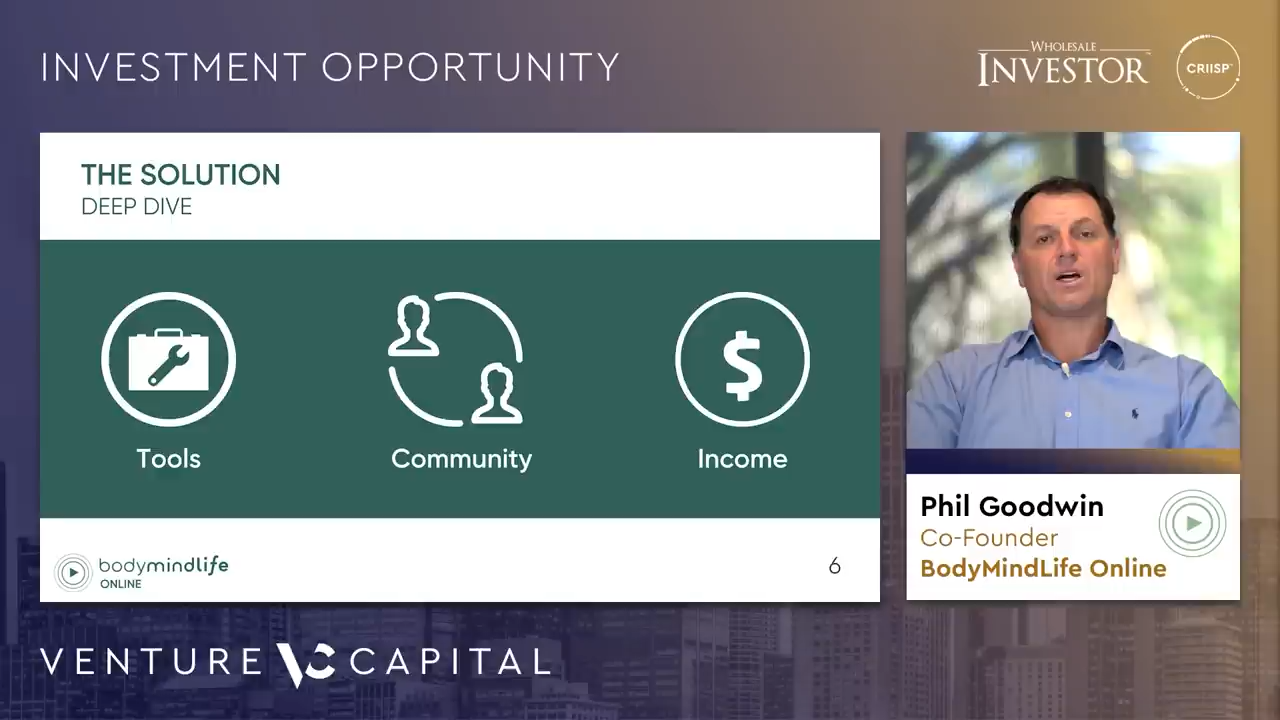 INVESTMENT OPPORTUNITY
WHOLESALE
INVESTOR
CRIISP
THE SOLUTION
DEEP DIVE
$
Tools
Community
Income
bodymindlife
ONLINE
6
Phil Goodwin
Co-Founder
BodyMindLife Online
VENTURE VC CAPITAL